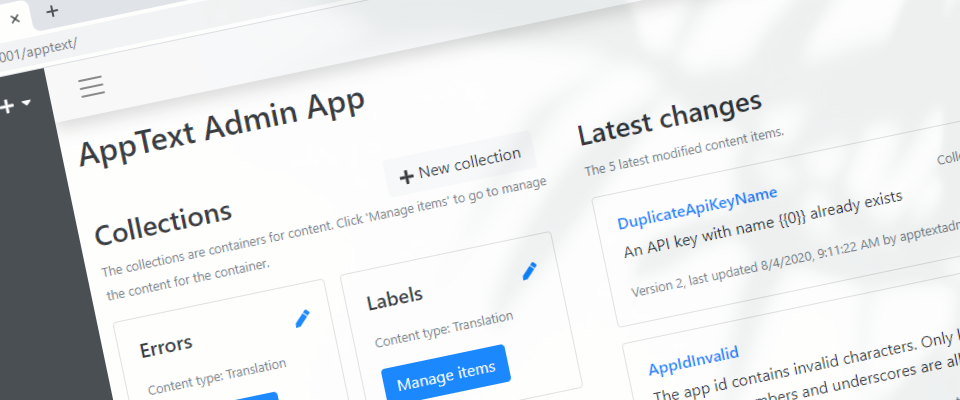 001/apptext/
AppText Admin App
New collection
Collections
The collections are containers for content. Click 'Manage items' to go to manage
the content for the container.
Errors
Content type: Translation
Labels
Content type: Translation
Manage items
Latest changes
The 5 latest modified content items.
DuplicateApiKeyName
An API key with name {{0}} already exists
Version 2, last updated 8/4/2020, 9:11:22 AM by apptextadm
AppIdInvalid
The app id contains invalid characters. Only
and underscores are